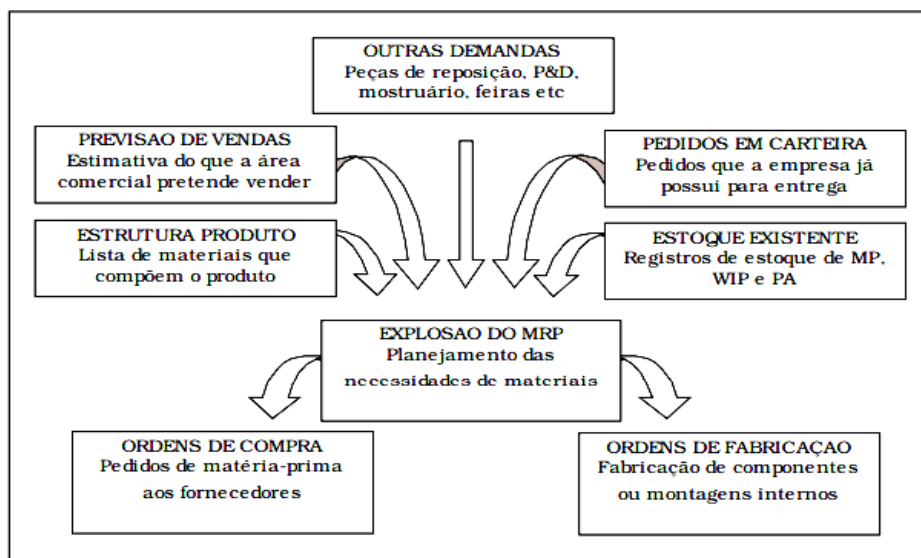 OUTRAS DEMANDAS
Peças de reposição, P&D,
mostruário, feiras etc
PREVISAO DE VENDAS
Estimativa do que a área
comercial pretende vender
PEDIDOS EM CARTEIRA
Pedidos que a empresa já
possui para entrega
ESTRUTURA PRODUTO
Lista de materiais que
compõem o produto
ESTOQUE EXISTENTE
Registros de estoque de MP,
WIP e PA
EXPLOSAO DO MRP
Planejamento das
necessidades de materiais
ORDENS DE COMPRA
Pedidos de matéria-prima
aos fornecedores
ORDENS DE FABRICAÇAO
Fabricação de componentes
ou montagens internos